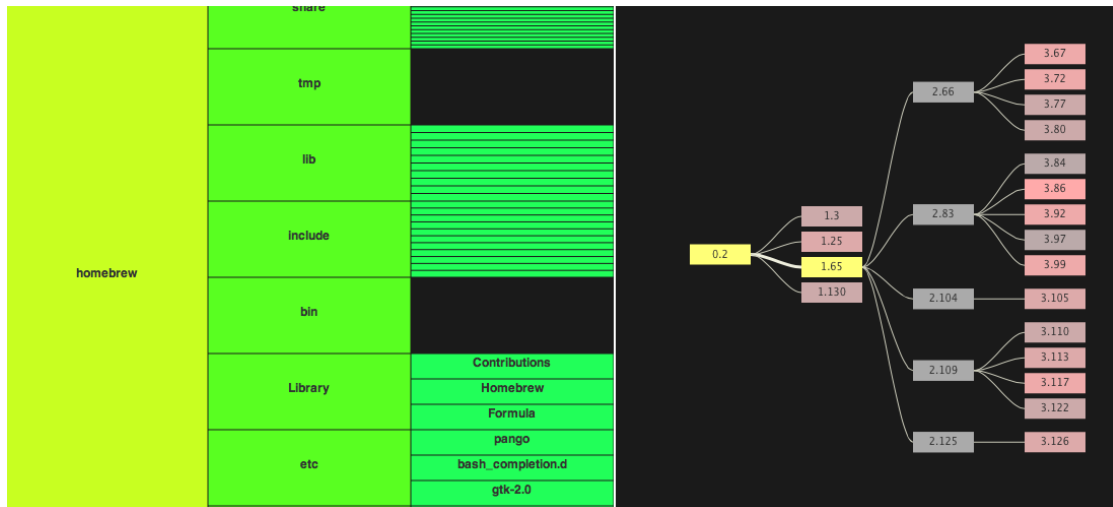 share
tmp
lib
include
homebrew
bin
Contributions
Library
Homebrew
Formula
pango
etc
bash_completion.d
gtk-2.0
3.67
3.72
2.66
3.77
3.80
3.84
3.86
1.3
2.83
3.92
1.25
3.97
0.2
1.65
3.99
1.130
2.104
3.105
3.110
3.113
2.109
3.117
3.122
2.125
3.126